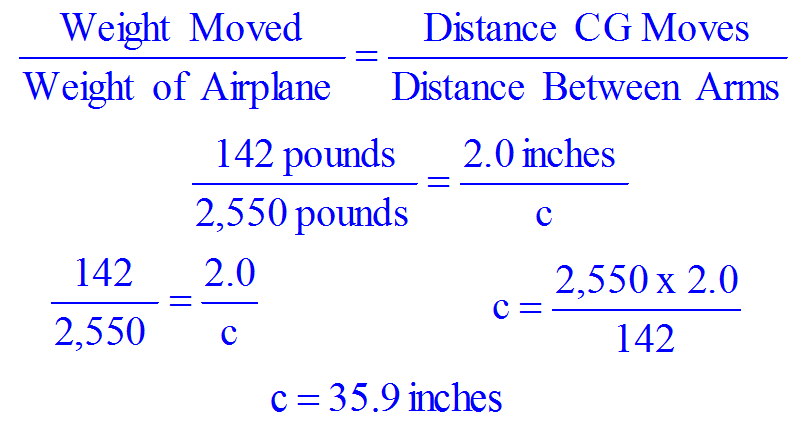 Weight Moved / Weight of Airplane = Distance CG Moves / Distance Between Arms
142 pounds / 2,550 pounds = 2.0 inches / c
142 / 2,550 = 2.0 / c
c = 2,550 x 2.0 / 142
c = 35.9 inches